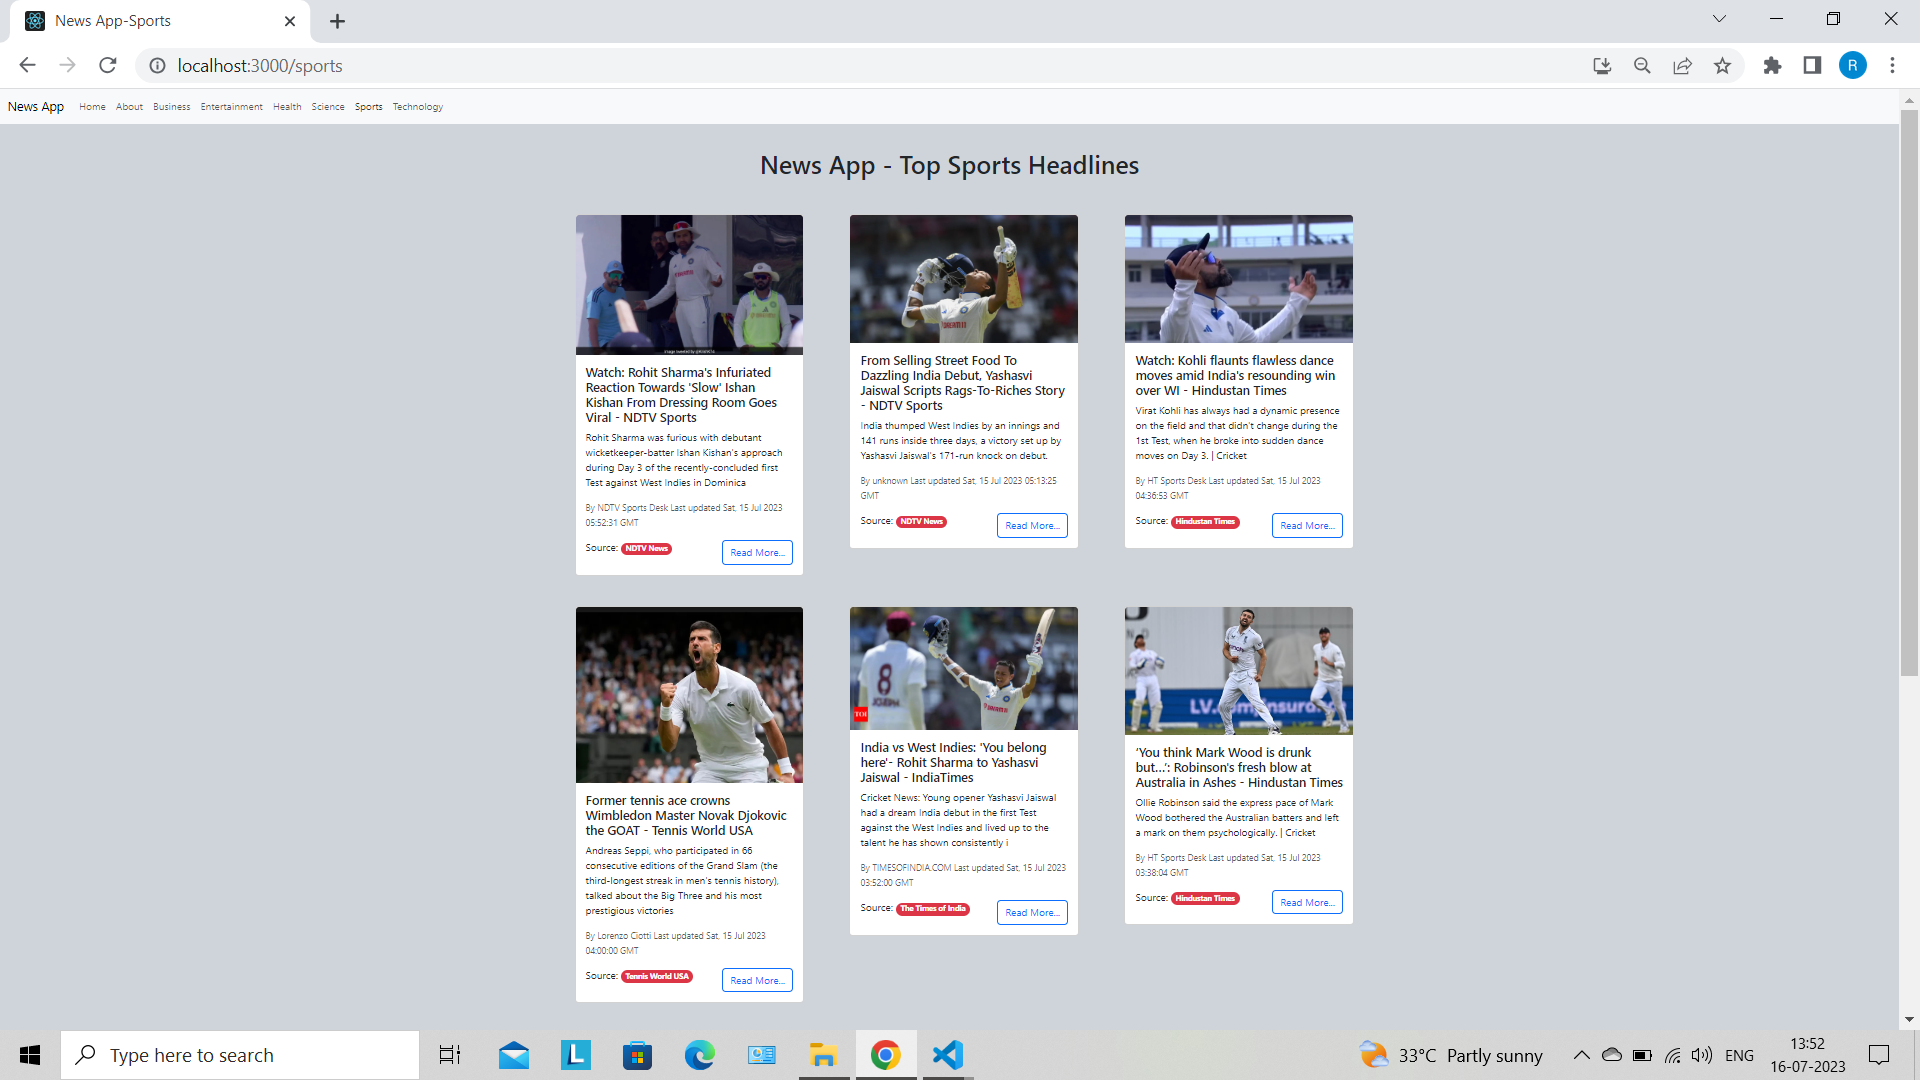 News App-Sports
localhost:3000/sports
R
News App Home About Business Entertainment Health Science Sports Technology
News App - Top Sports Headlines
Watch: Rohit Sharma's Infuriated
Reaction Towards 'Slow' Ishan
Kishan From Dressing Room Goes
Viral - NDTV Sports
Rohit Sharma was furious with debutant
wicketkeeper-batter Ishan Kishan's approach
during Day 3 of the recently-concluded first
Test against West Indies in Dominica
By NDTV Sports Desk Last updated Sat, 15 Jul 2023
05:52:31 GMT
Source: NDTV News
Read More...
From Selling Street Food To
Dazzling India Debut, Yashasvi
Jaiswal Scripts Rags-To-Riches Story
- NDTV Sports
India thumped West Indies by an innings and
141 runs inside three days, a victory set up by
Yashasvi Jaiswal's 171-run knock on debut.
By unknown Last updated Sat, 15 Jul 2023 05:13:25
GMT
Source: NDTV News
Read More...
Watch: Kohli flaunts flawless dance
moves amid India's resounding win
over WI - Hindustan Times
Virat Kohli has always had a dynamic presence
on the field and that didn't change during the
1st Test, when he broke into sudden dance
moves on Day 3. | Cricket
By HT Sports Desk Last updated Sat, 15 Jul 2023
04:36:53 GMT
Source: Hindustan Times
Read More...
Former tennis ace crowns
Wimbledon Master Novak Djokovic
the GOAT - Tennis World USA
Andreas Seppi, who participated in 66
consecutive editions of the Grand Slam (the
third-longest streak in men's tennis history),
talked about the Big Three and his most
prestigious victories
By Lorenzo Ciotti Last updated Sat, 15 Jul 2023
04:00:00 GMT
Source: Tennis World USA
Read More...
8
JOSEPH
TOI
India vs West Indies: 'You belong
here'- Rohit Sharma to Yashasvi
Jaiswal - IndiaTimes
Cricket News: Young opener Yashasvi Jaiswal
had a dream India debut in the first Test
against the West Indies and lived up to the
talent he has shown consistently i
By TIMESOFINDIA.COM Last updated Sat, 15 Jul 2023
03:52:00 GMT
Source: The Times of India
Read More...
'You think Mark Wood is drunk
but...': Robinson's fresh blow at
Australia in Ashes - Hindustan Times
Ollie Robinson said the express pace of Mark
Wood bothered the Australian batters and left
a mark on them psychologically. | Cricket
By HT Sports Desk Last updated Sat, 15 Jul 2023
03:38:04 GMT
Source: Hindustan Times
Read More...
Type here to search
L
33°C Partly sunny
ENG
13:52
16-07-2023